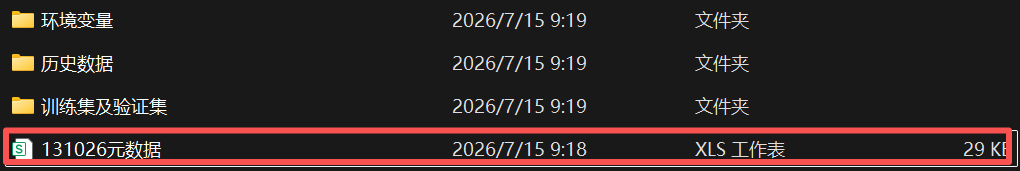 环境变量 2026/7/15 9:19 文件夹
历史数据 2026/7/15 9:19 文件夹
训练集及验证集 2026/7/15 9:19 文件夹
131026元数据 2026/7/15 9:18 XLS 工作表 29 KB